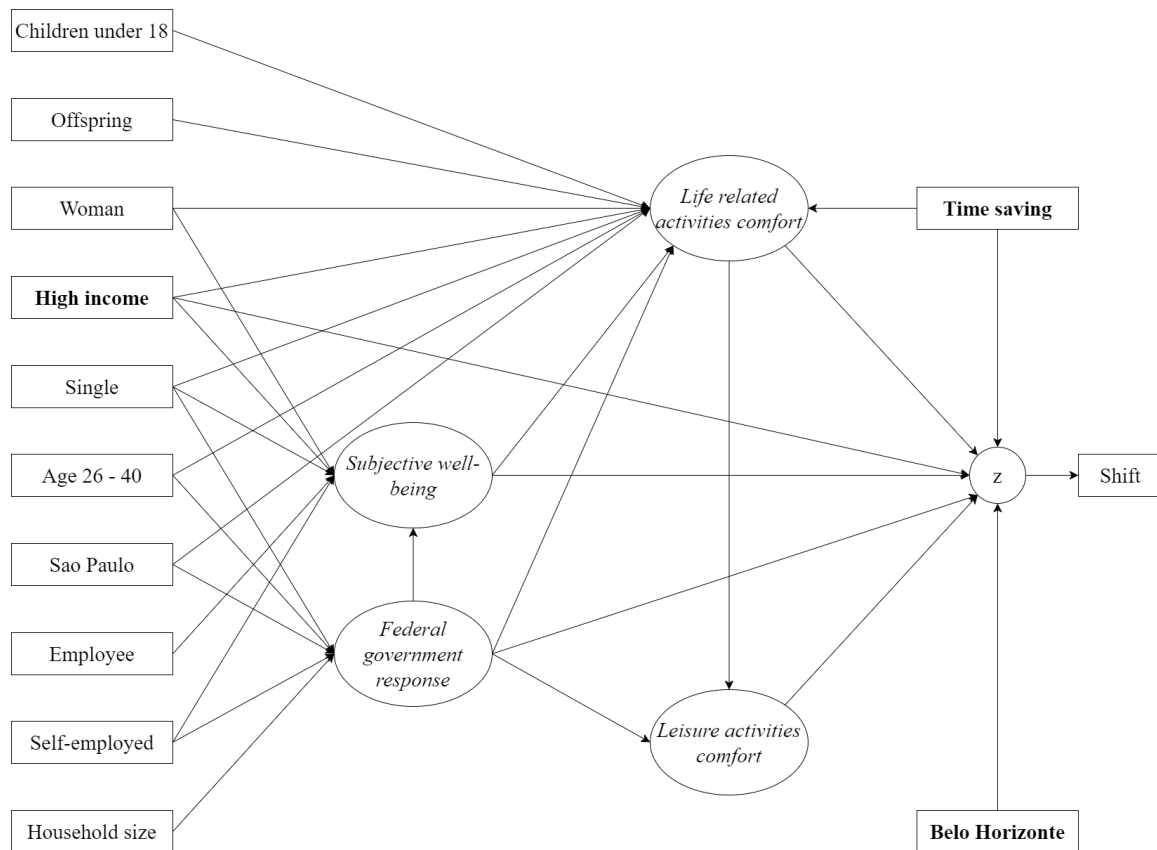 Children under 18
Offspring
Woman
High income
Single
Age 26 - 40
Sao Paulo
Employee
Self-employed
Household size
Subjective well-
being
Federal
government
response
Life related
activities comfort
Leisure activities
comfort
Time saving
z
Shift
Belo Horizonte